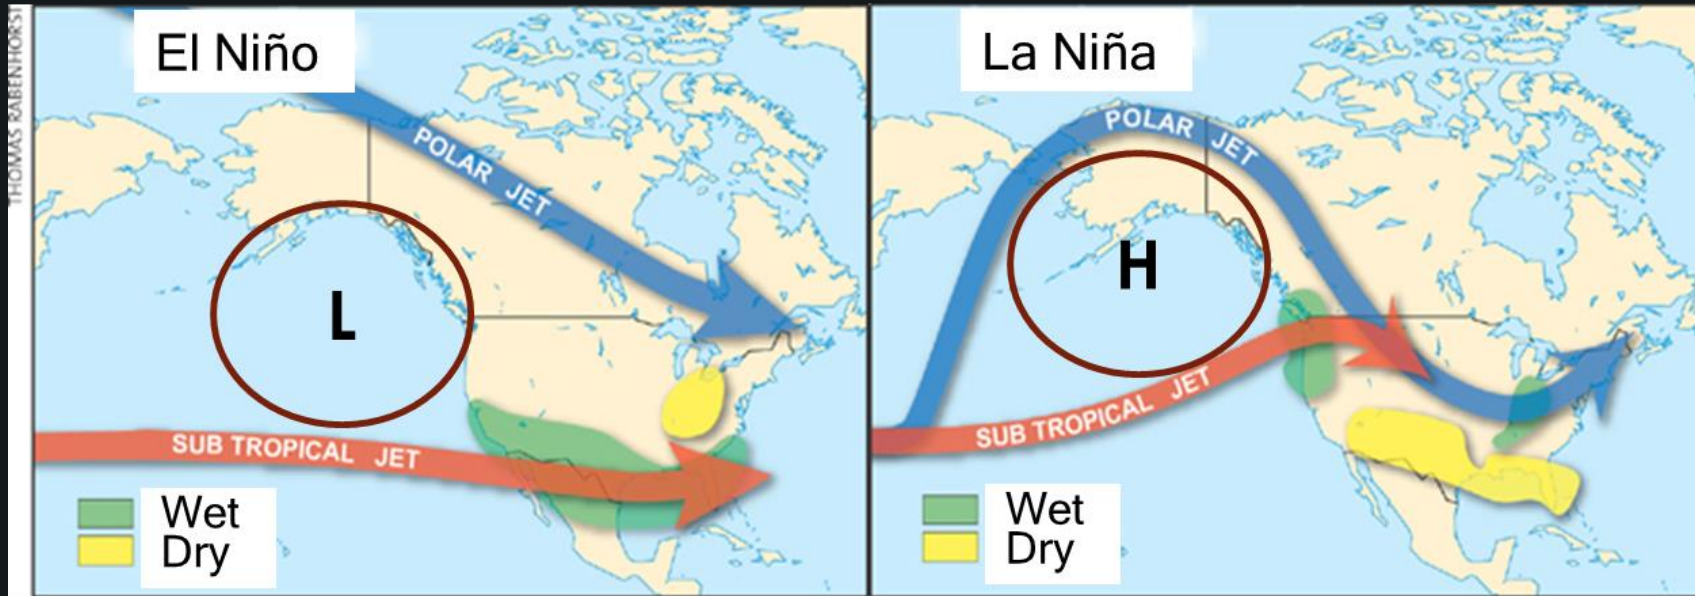 THOMAS RABENHORST
El Niño
POLAR JET
L
SUB TROPICAL JET
Wet
Dry
La Niña
POLAR JET
H
SUB TROPICAL JET
Wet
Dry